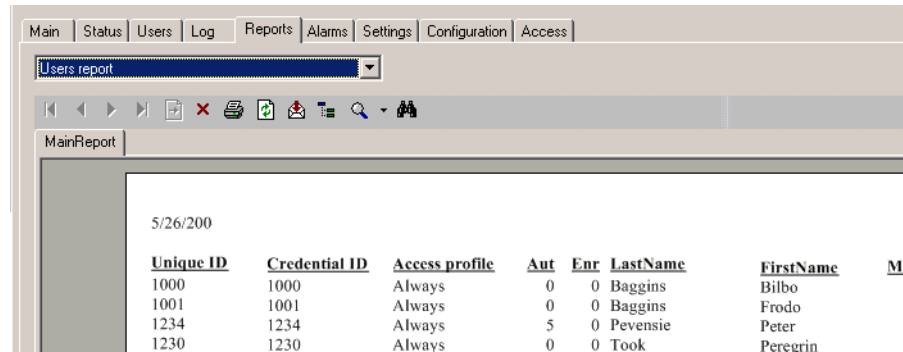 Main Status Users Log Reports Alarms Settings Configuration Access
Users report
MainReport
5/26/200
Unique ID Credential ID Access profile Aut Enr LastName FirstName M
1000 1000 Always 0 0 Baggins Bilbo
1001 1001 Always 0 0 Baggins Frodo
1234 1234 Always 5 0 Pevensie Peter
1230 1230 Always 0 0 Took Peregrin